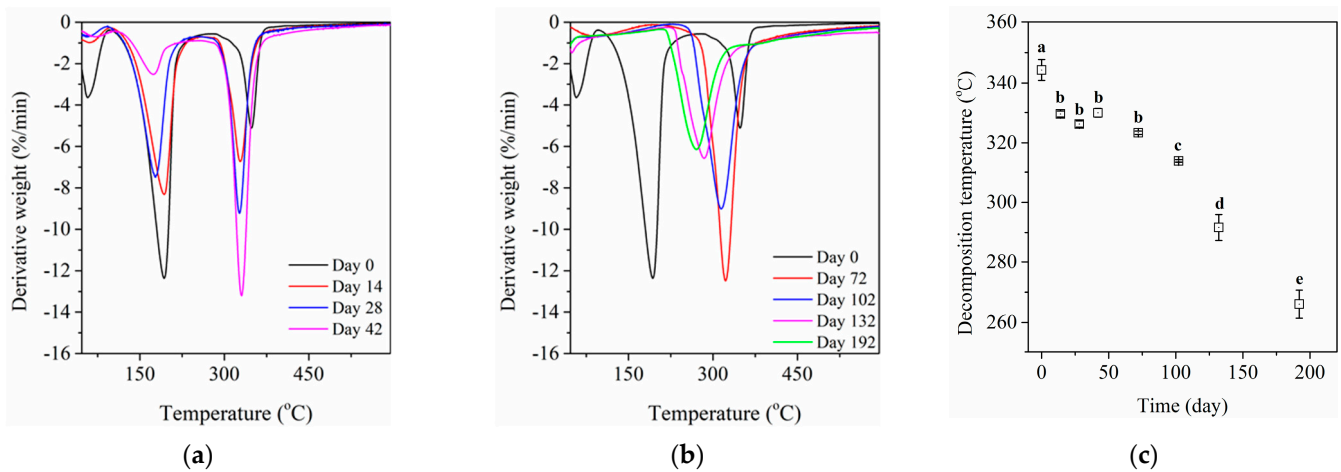 0
-2
-4
-6
-8
-10
-12
-14
-16
Derivative weight (%/min)
Day 0
Day 14
Day 28
Day 42
150 300 450
Temperature (°C)
(a)
0
-2
-4
-6
-8
-10
-12
-14
-16
Derivative weight (%/min)
Day 0
Day 72
Day 102
Day 132
Day 192
150 300 450
Temperature (°C)
(b)
360
340
320
300
280
260
Decomposition temperature (°C)
a
b
b
b
b
c
d
e
0 50 100 150 200
Time (day)
(c)